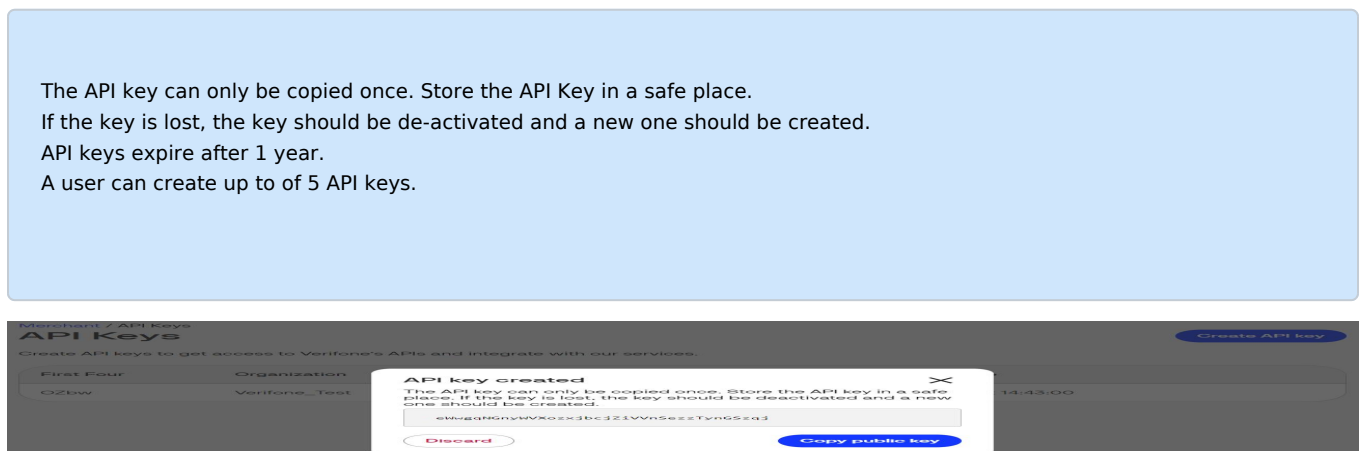 The API key can only be copied once. Store the API Key in a safe place.
If the key is lost, the key should be de-activated and a new one should be created.
API keys expire after 1 year.
A user can create up to of 5 API keys.
Merchant / API Keys
API Keys
Create API key
Create API keys to get access to Verifone's APIs and integrate with our services.
First Four Organization
OZbw Verifone_Test 14:43:00
API key created
The API key can only be copied once. Store the API key in a safe
place. If the key is lost, the key should be deactivated and a new
one should be created.
Discard Copy public key